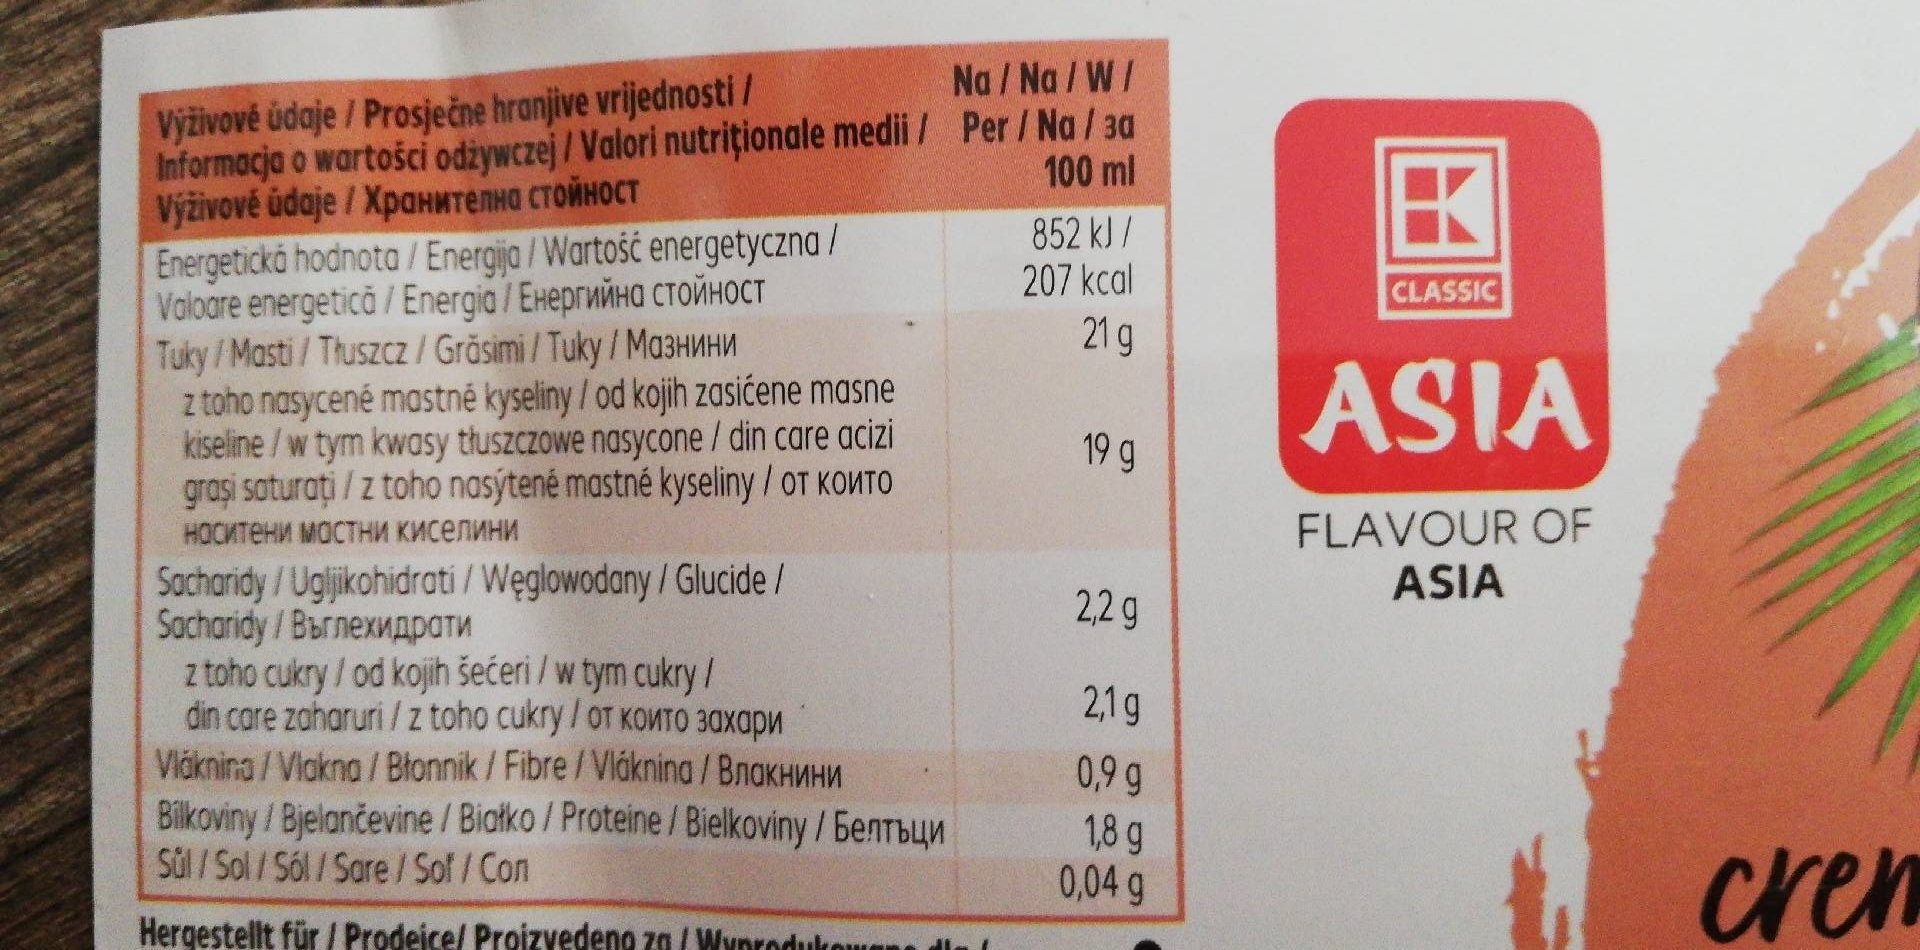 Výživové údaje / Prosječne hranjive vrijednosti /
Informacja o wartości odżywczej / Valori nutriționale medii /
Výživové údaje / Хранителна стойност
Na / Na / W /
Per / Na / за
100 ml
Energetická hodnota / Energija / Wartość energetyczna /
Valoare energetică / Energia / Енергийна стойност
852 kJ /
207 kcal
Tuky / Masti / Tłuszcz / Grăsimi / Tuky / Мазнини
21 g
z toho nasycené mastné kyseliny / od kojih zasićene masne
kiseline / w tym kwasy tłuszczowe nasycone / din care acizi
grași saturați / z toho nasýtené mastné kyseliny / от които
наситени мастни киселини
19 g
Sacharidy / Ugljikohidrati / Węglowodany / Glucide /
Sacharidy / Въглехидрати
2,2 g
z toho cukry / od kojih šećeri / w tym cukry /
din care zaharuri / z toho cukry / от които захари
2,1 g
Vláknina / Vlakna / Błonnik / Fibre / Vláknina / Влакнини
0,9 g
Bílkoviny / Bjelančevine / Białko / Proteine / Bielkoviny / Белтъци
1,8 g
Sůl / Sol / Sól / Sare / Soľ / Сол
0,04 g
Hergestellt für / Prodejce/ Proizvedeno za / Wyprodukowano dla /
K
CLASSIC
ASIA
FLAVOUR OF
ASIA